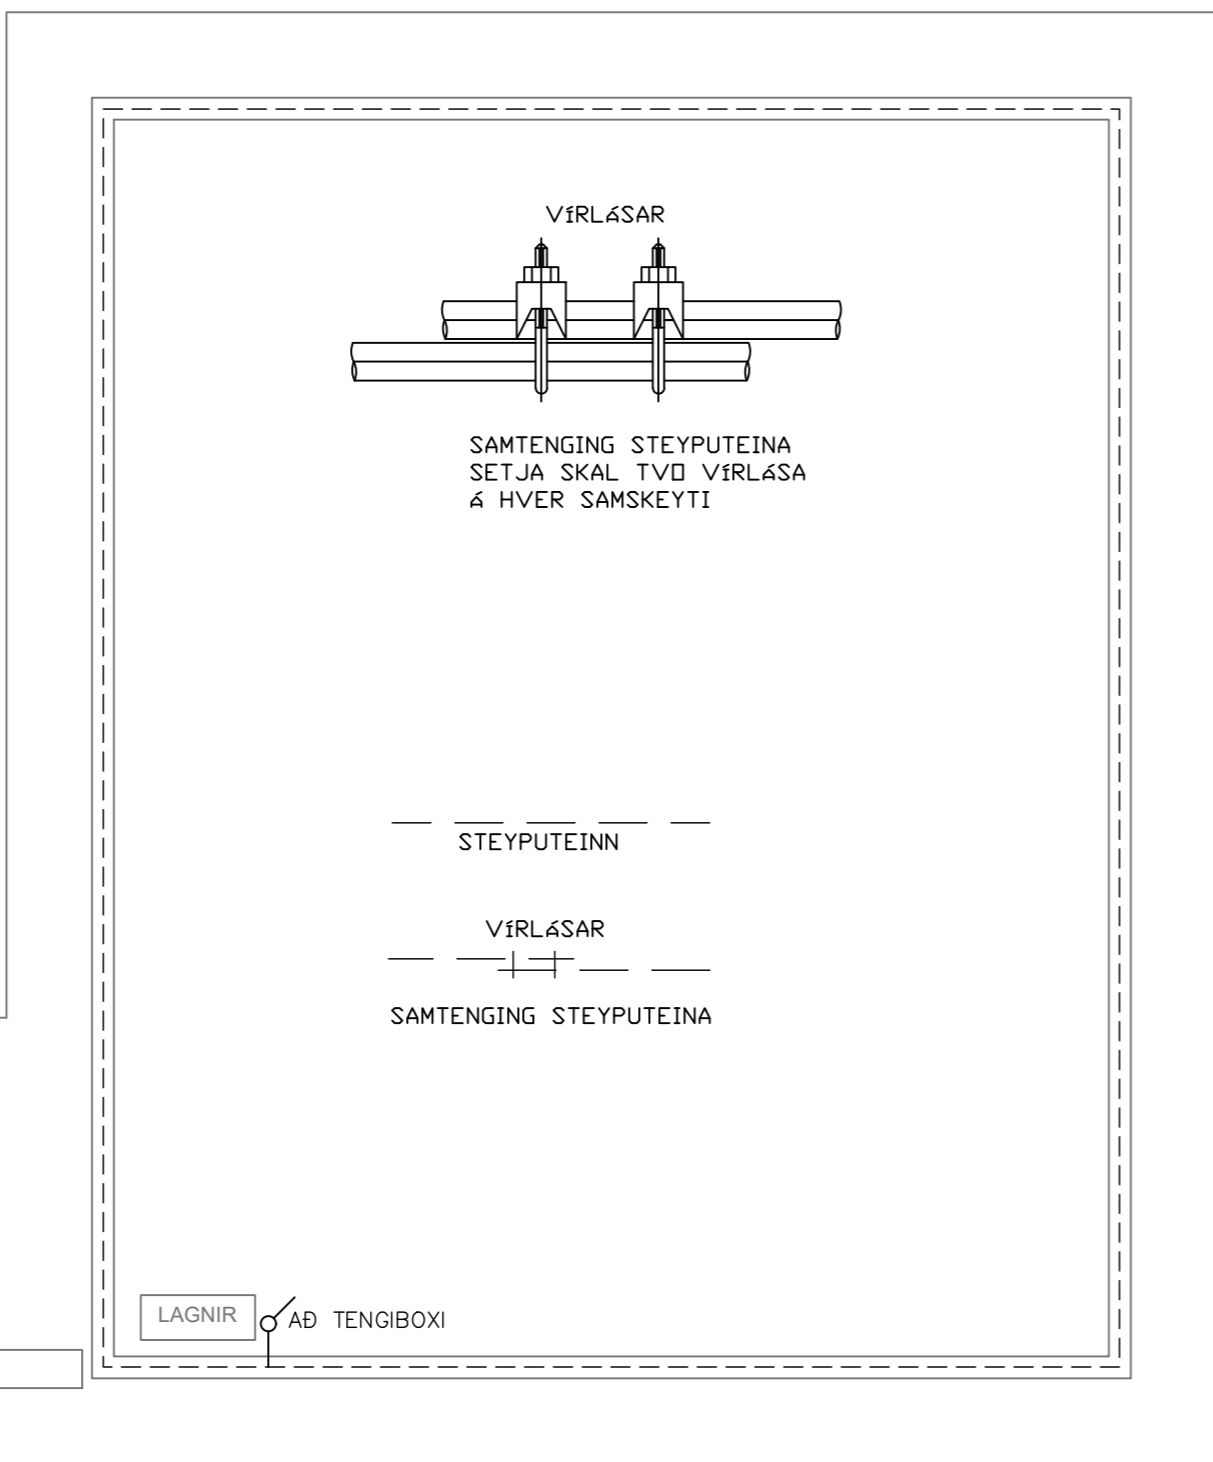 VÍRLÁSAR
SAMTENGING STEYPUTEINA
SETJA SKAL TVO VÍRLÁSA
Á HVER SAMSKEYTI
STEYPUTEINN
VÍRLÁSAR
SAMTENGING STEYPUTEINA
LAGNIR
AÐ TENGIBOXI